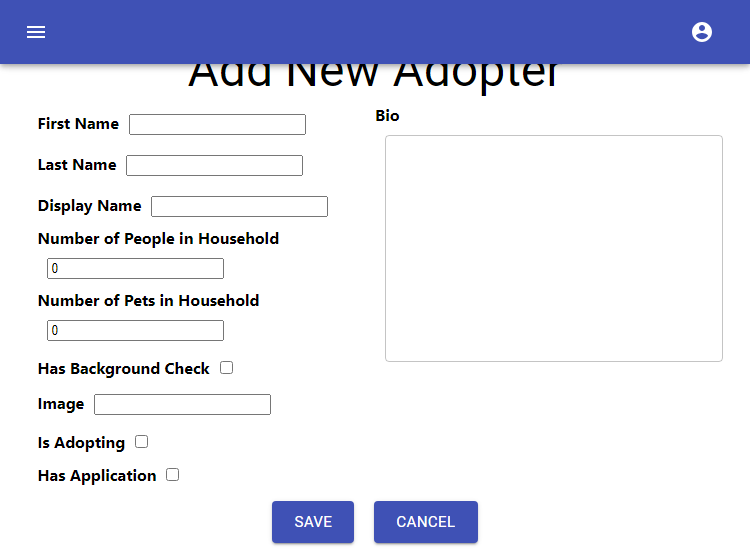 Add New Adopter
First Name
Last Name
Display Name
Number of People in Household
0
Number of Pets in Household
0
Has Background Check
Image
Is Adopting
Has Application
Bio
SAVE
CANCEL